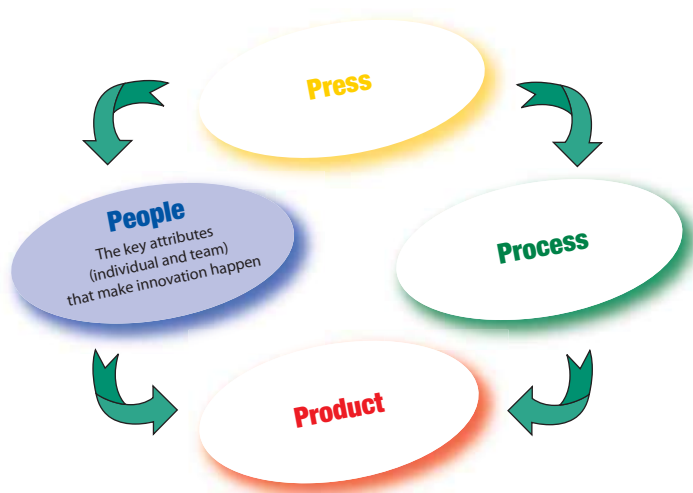 Press
People
The key attributes
(individual and team)
that make innovation happen
Process
Product